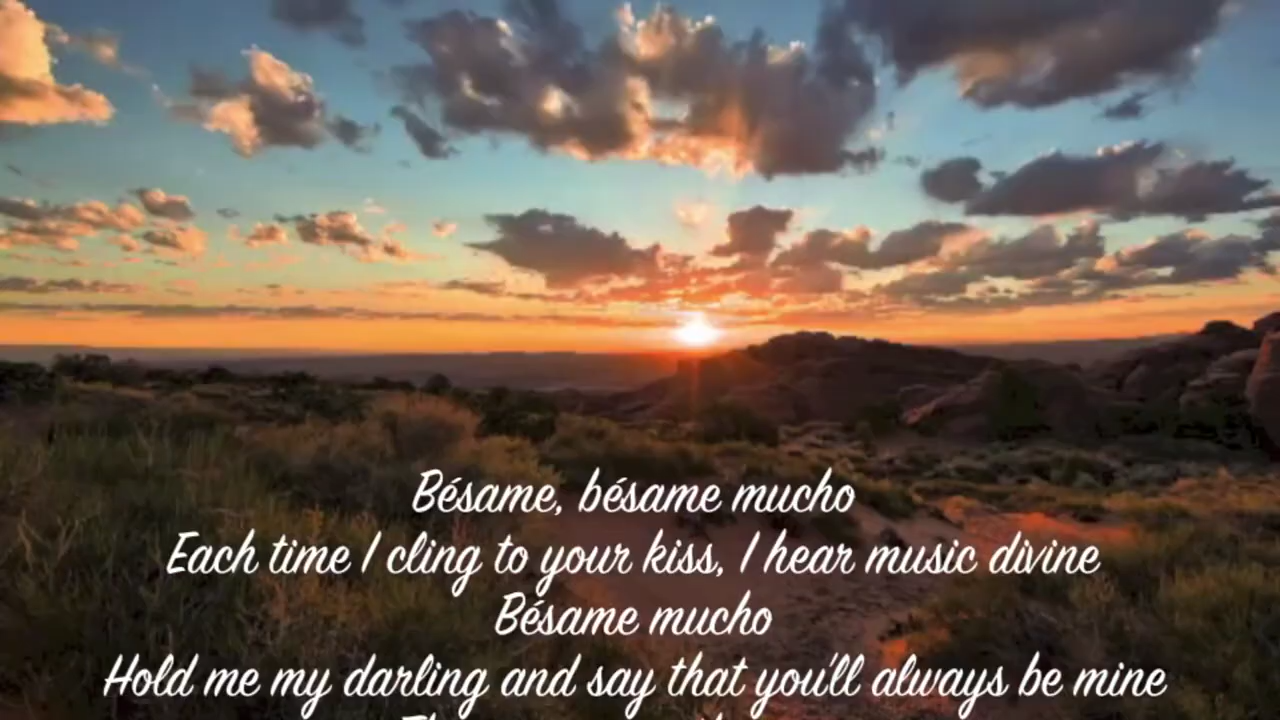 Bésame, bésame mucho
Each time I cling to your kiss, I hear music divine
Bésame mucho
Hold me my darling and say that you'll always be mine